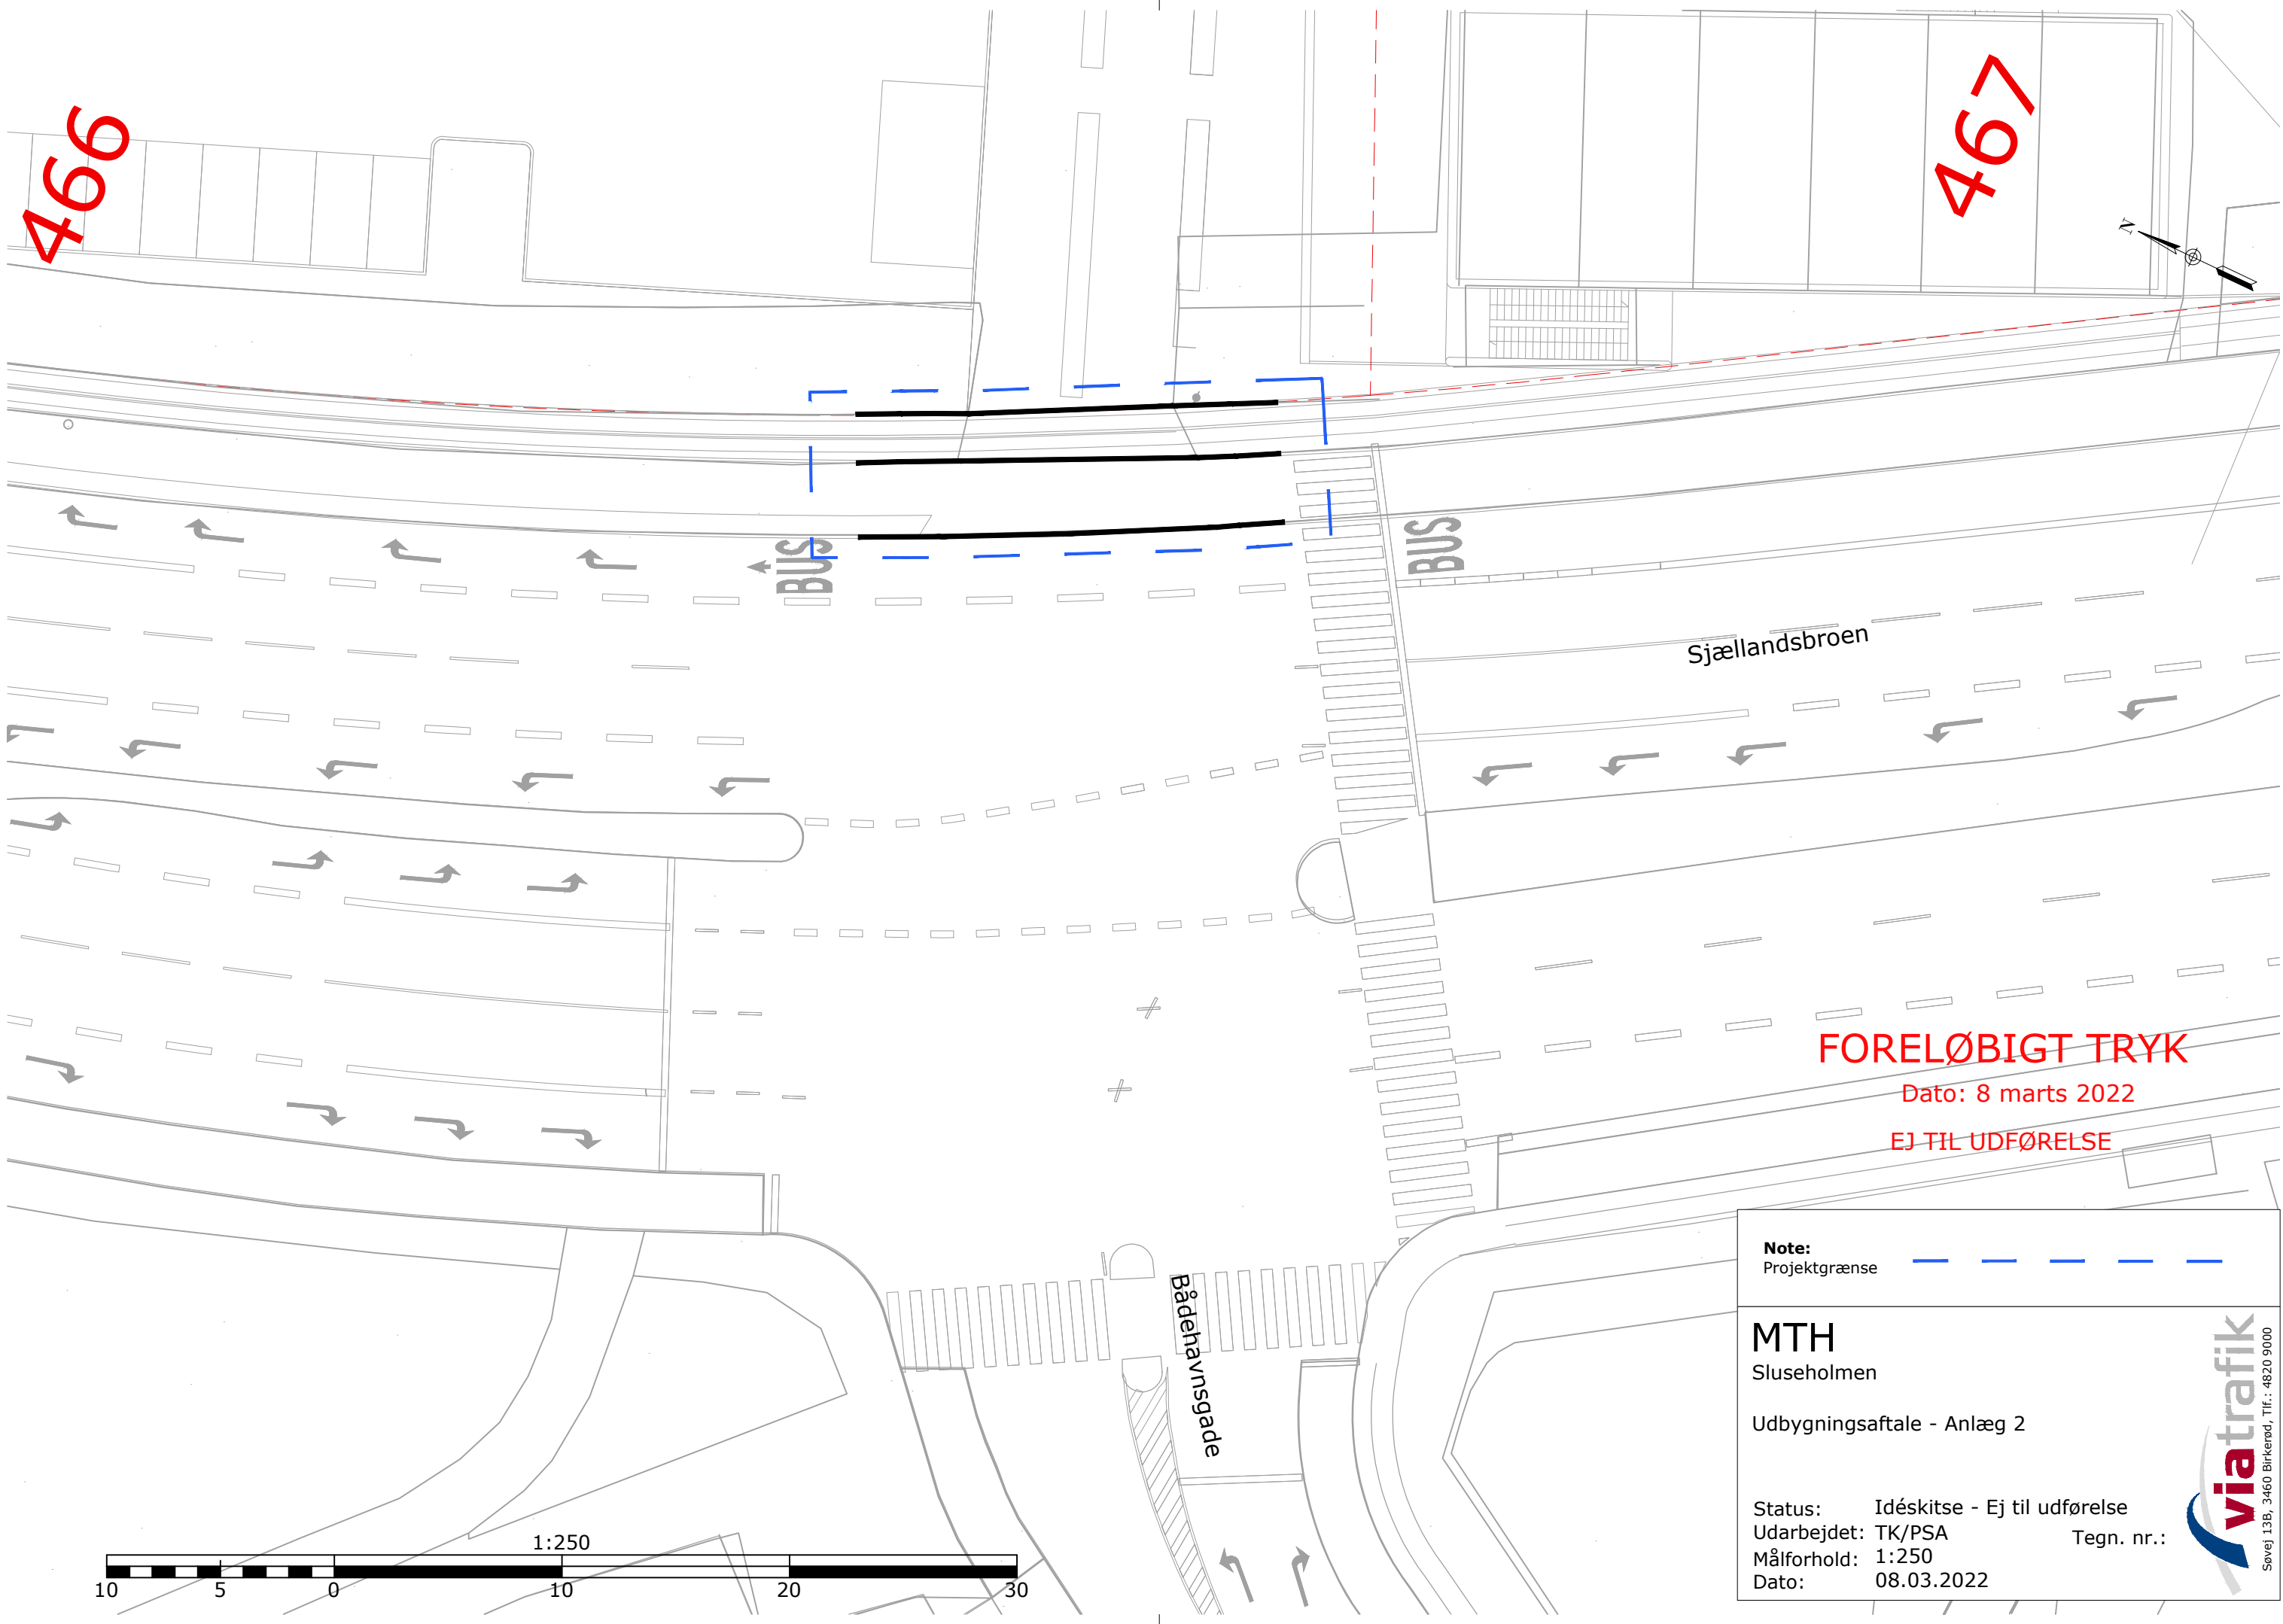 466
467
N
BUS
BUS
Sjællandsbroen
FORELØBIGT TRYK
Dato: 8 marts 2022
EJ TIL UDFØRELSE
Bådehavnsgade
Note:
Projektgrænse
MTH
Sluseholmen
Udbygningsaftale - Anlæg 2
Status: Idéskitse - Ej til udførelse
Udarbejdet: TK/PSA
Tegn. nr.:
Målforhold: 1:250
Dato: 08.03.2022
viatrafik
Søvej 13B, 3460 Birkerød, Tlf.: 4820 9000
1:250
10 5 0 10 20 30